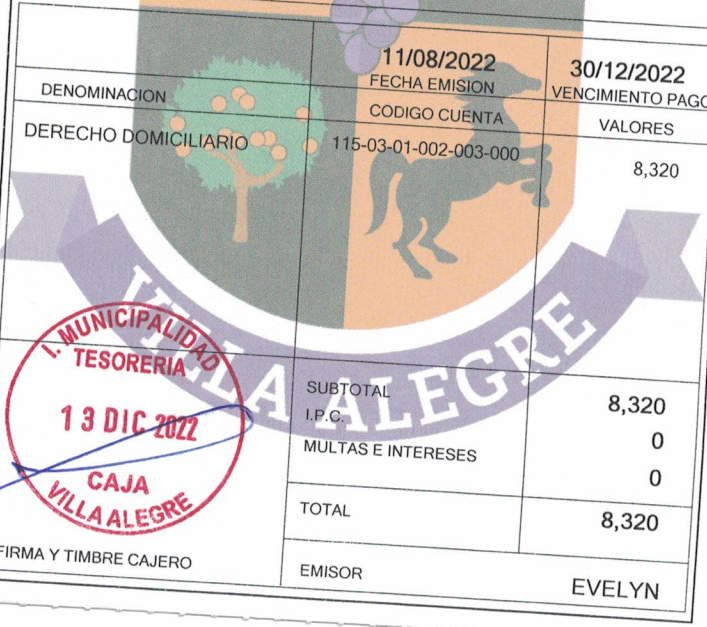 11/08/2022
FECHA EMISION
30/12/2022
VENCIMIENTO PAGO
DENOMINACION
CODIGO CUENTA
VALORES
DERECHO DOMICILIARIO
115-03-01-002-003-000
8,320
VILLA ALEGRE
I. MUNICIPALIDAD
TESORERIA
13 DIC 2022
CAJA
VILLA ALEGRE
SUBTOTAL
8,320
I.P.C.
0
MULTAS E INTERESES
0
TOTAL
8,320
FIRMA Y TIMBRE CAJERO
EMISOR
EVELYN